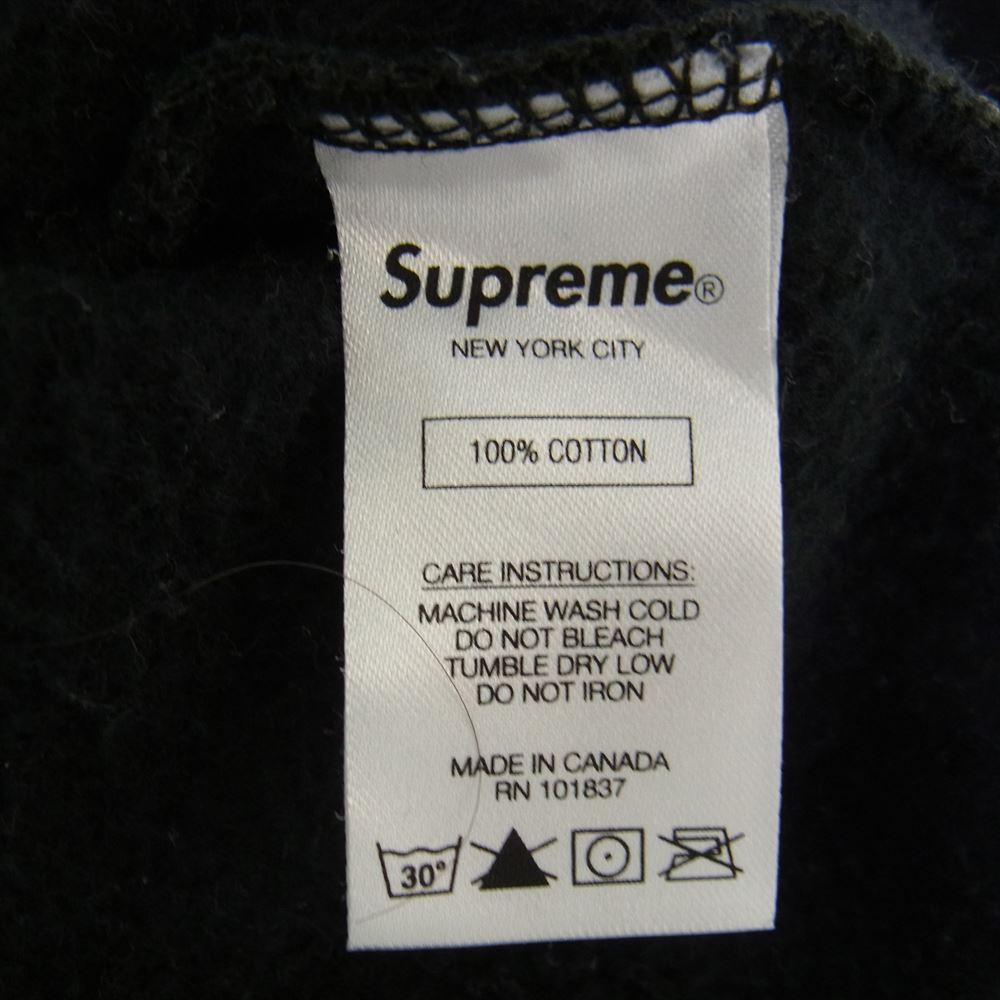 Supreme®
NEW YORK CITY
100% COTTON
CARE INSTRUCTIONS:
MACHINE WASH COLD
DO NOT BLEACH
TUMBLE DRY LOW
DO NOT IRON
MADE IN CANADA
RN 101837
30°